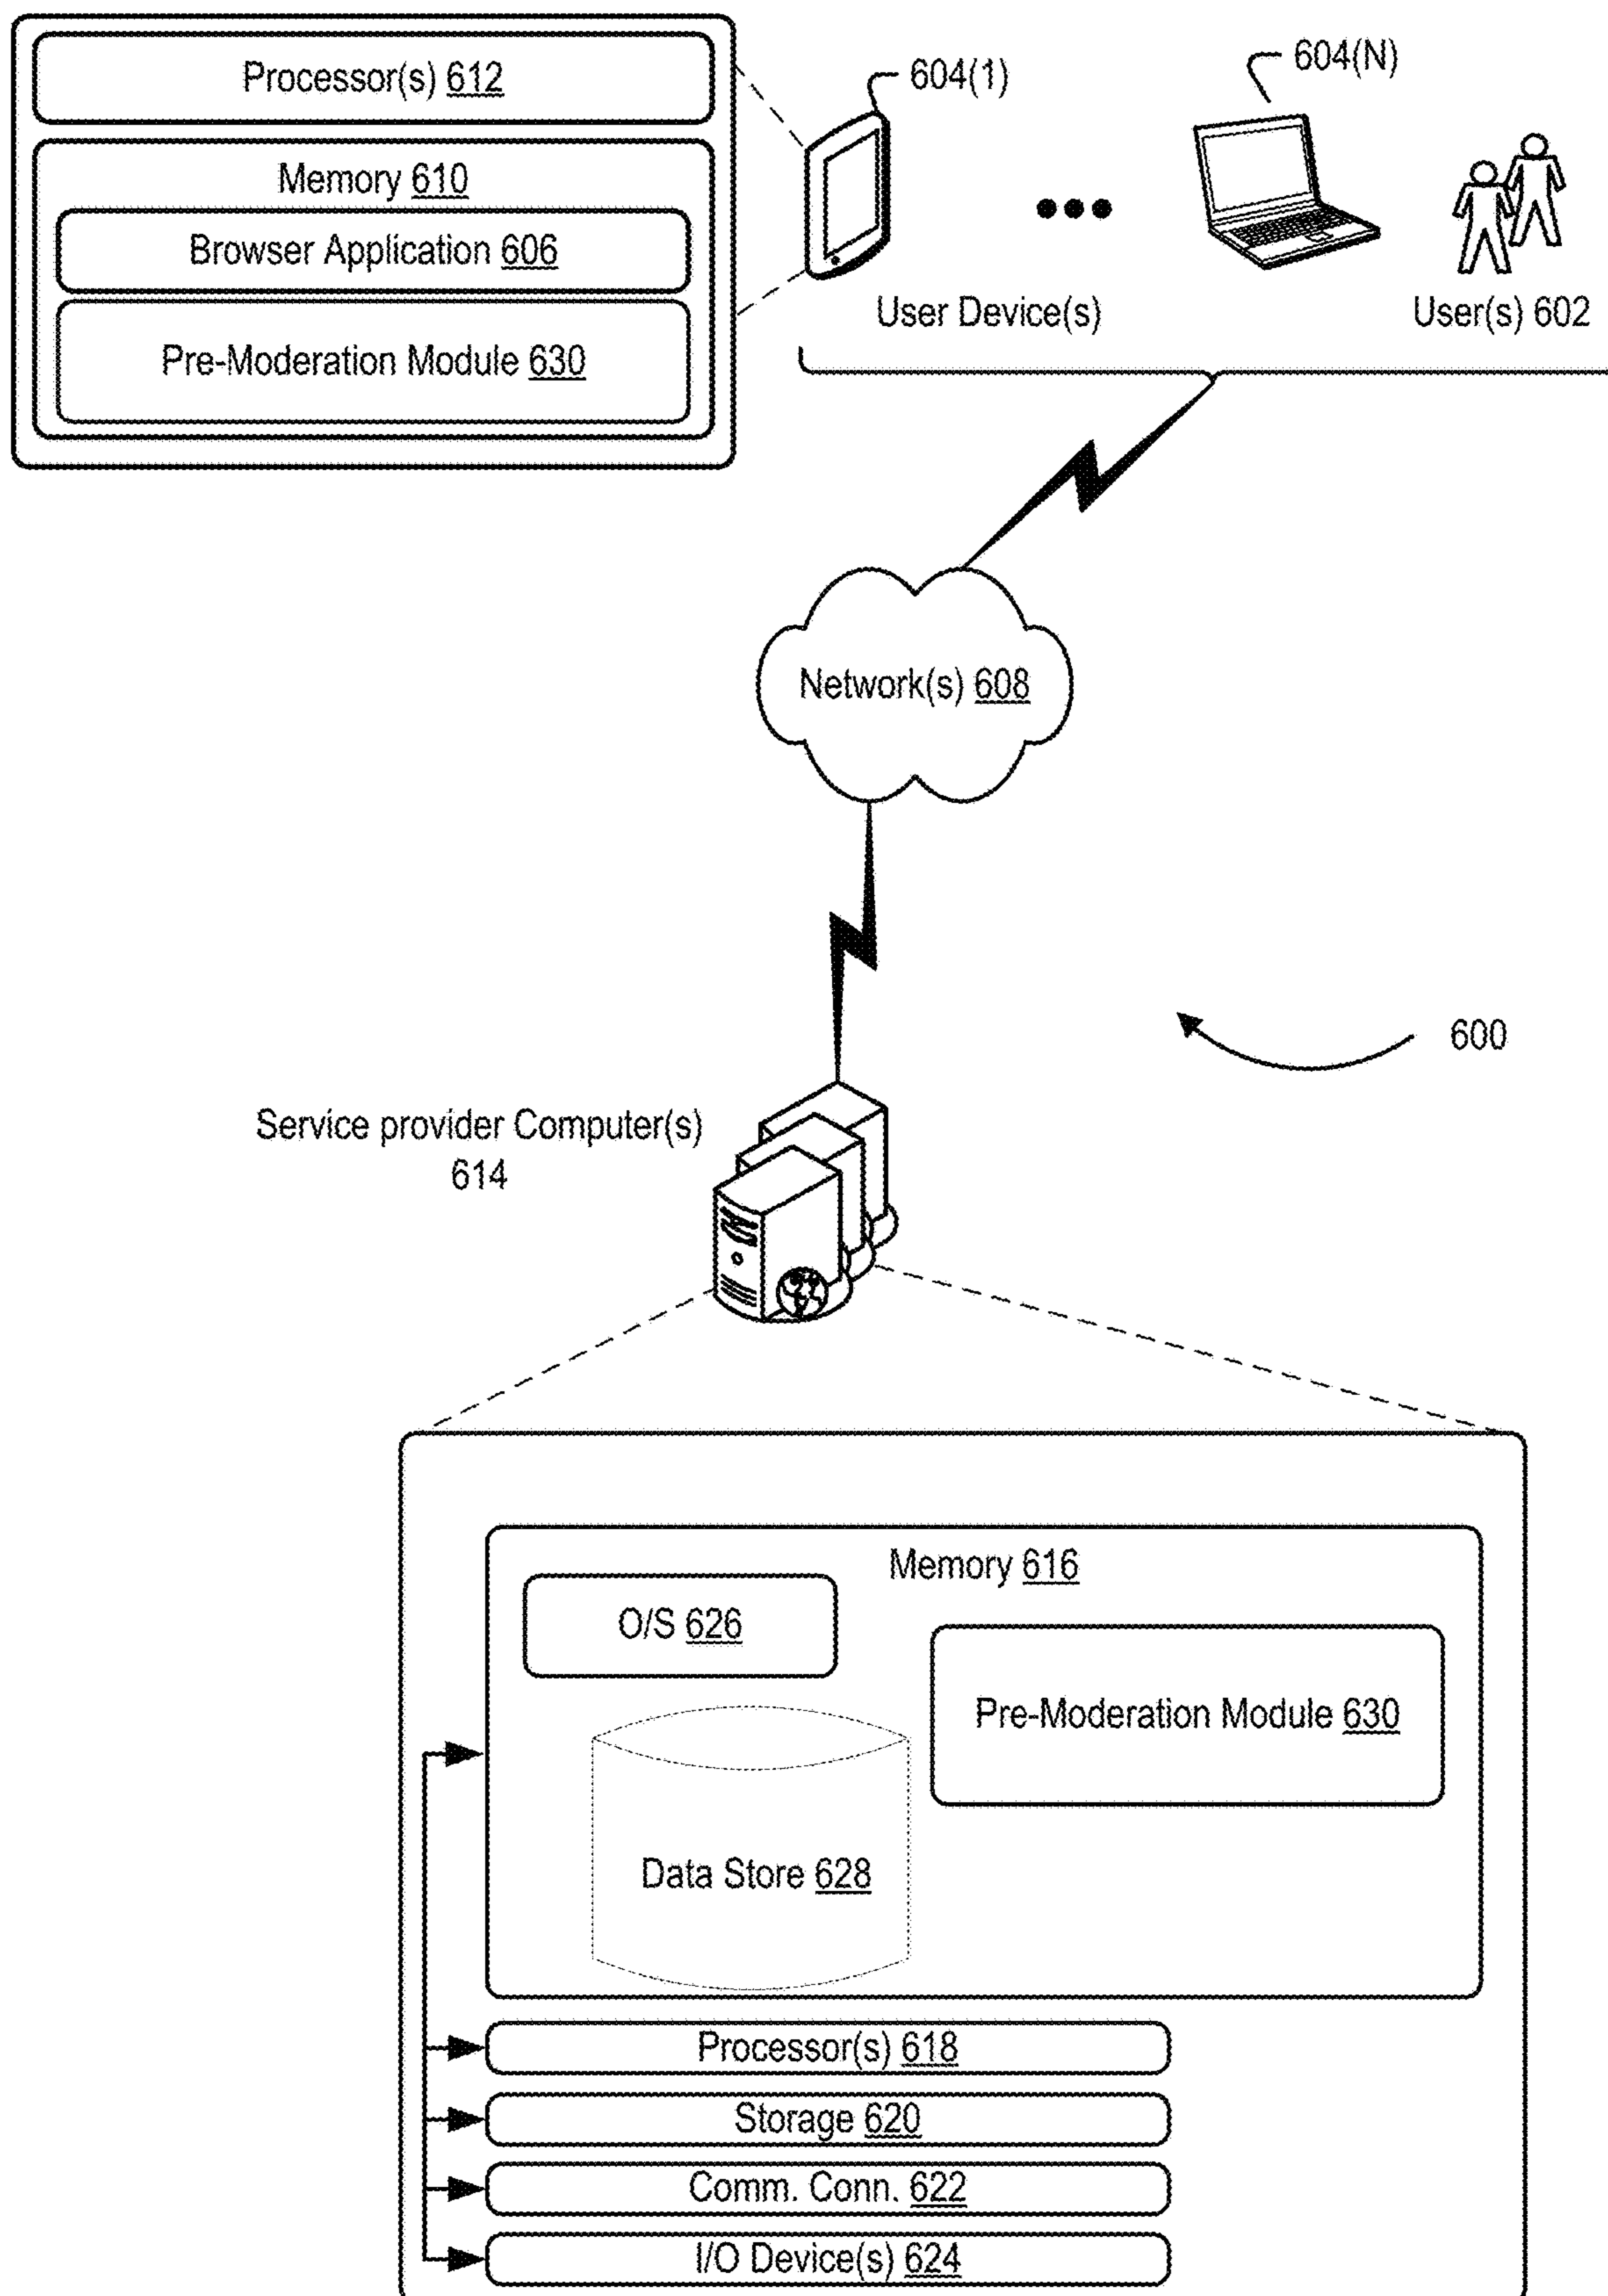 Processor(s) 612
Memory 610
Browser Application 606
Pre-Moderation Module 630
604(1)
604(N)
User Device(s)
User(s) 602
Network(s) 608
600
Service provider Computer(s)
614
Memory 616
O/S 626
Pre-Moderation Module 630
Data Store 628
Processor(s) 618
Storage 620
Comm. Conn. 622
I/O Device(s) 624